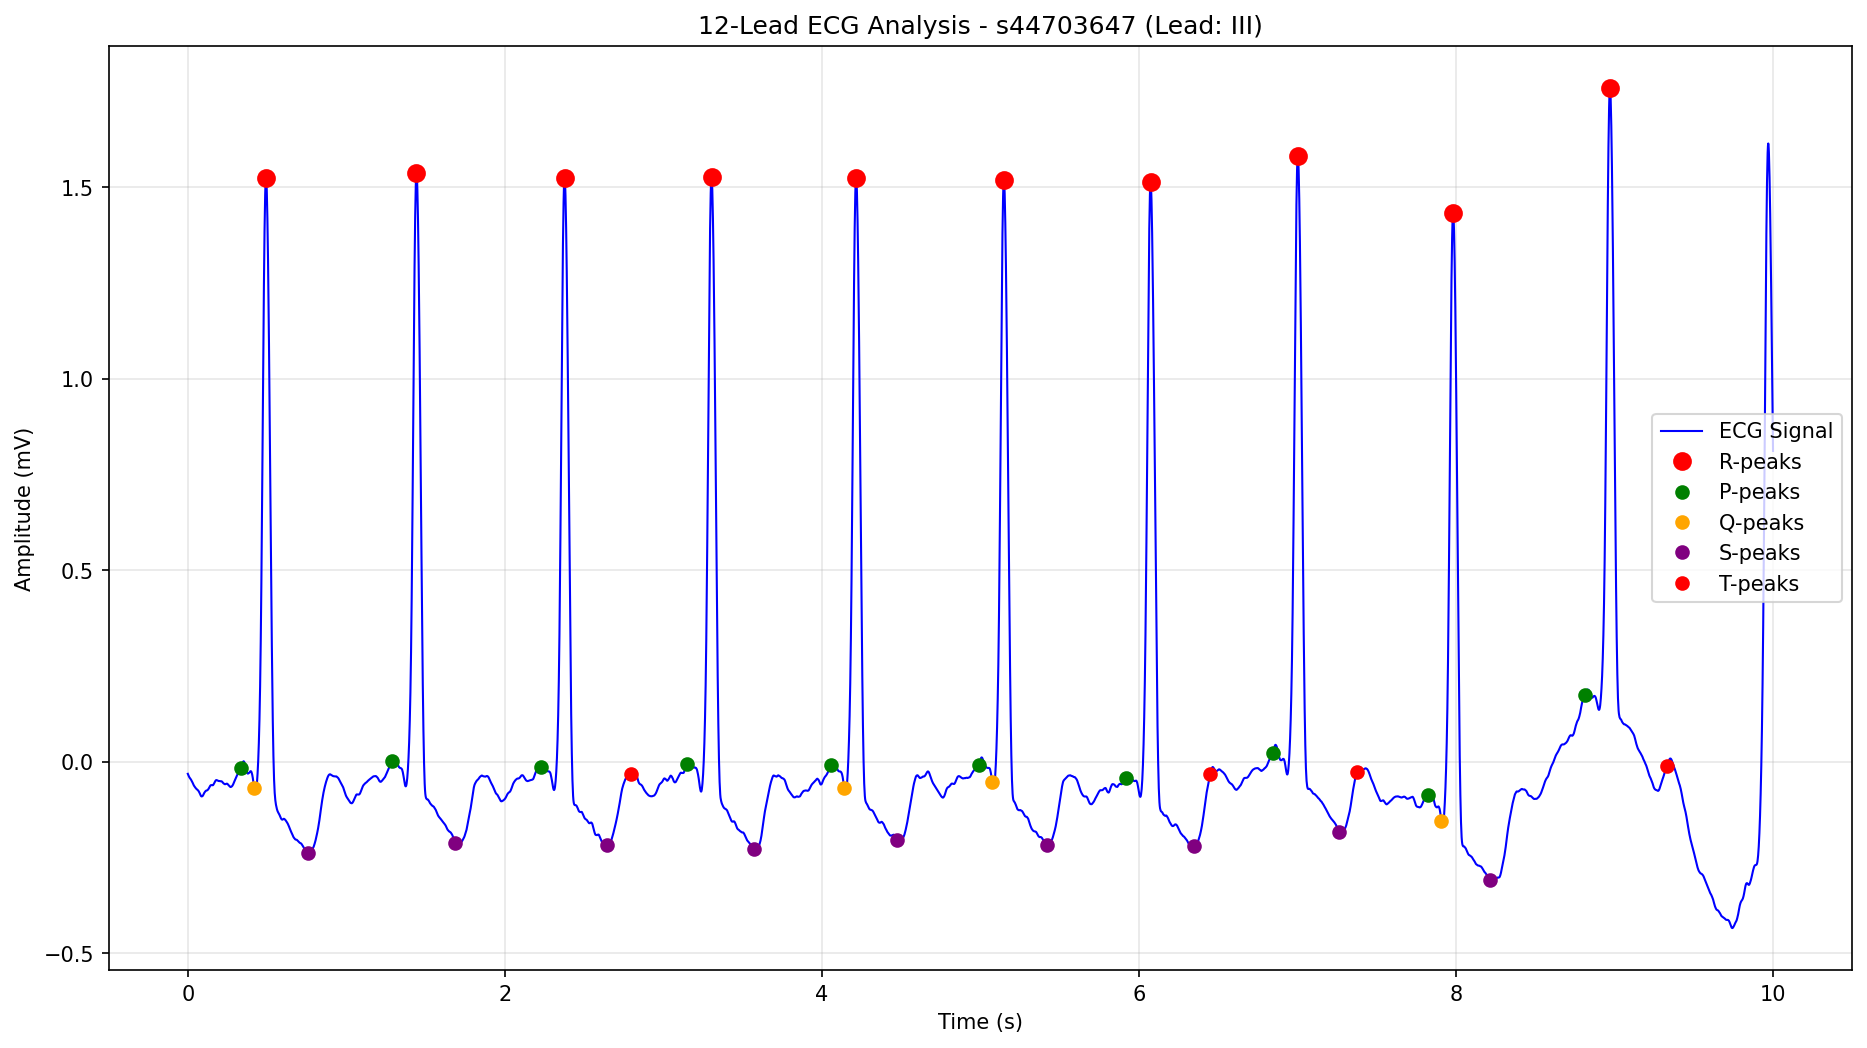 12-Lead ECG Analysis - s44703647 (Lead: III)
Amplitude (mV)
1.5
1.0
0.5
0.0
−0.5
ECG Signal
R-peaks
P-peaks
Q-peaks
S-peaks
T-peaks
0 2 4 6 8 10
Time (s)